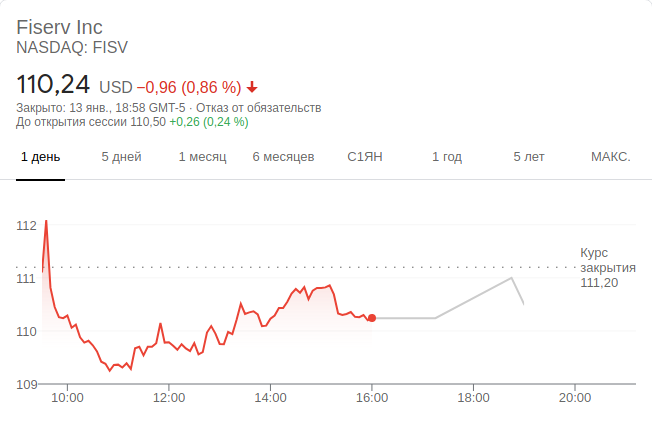 Fiserv Inc
NASDAQ: FISV
110,24 USD −0,96 (0,86 %)
Закрыто: 13 янв., 18:58 GMT-5 · Отказ от обязательств
До открытия сессии 110,50 +0,26 (0,24 %)
1 день 5 дней 1 месяц 6 месяцев С1ЯН 1 год 5 лет МАКС.
112
Курс
закрытия
111,20
111
110
109
10:00 12:00 14:00 16:00 18:00 20:00